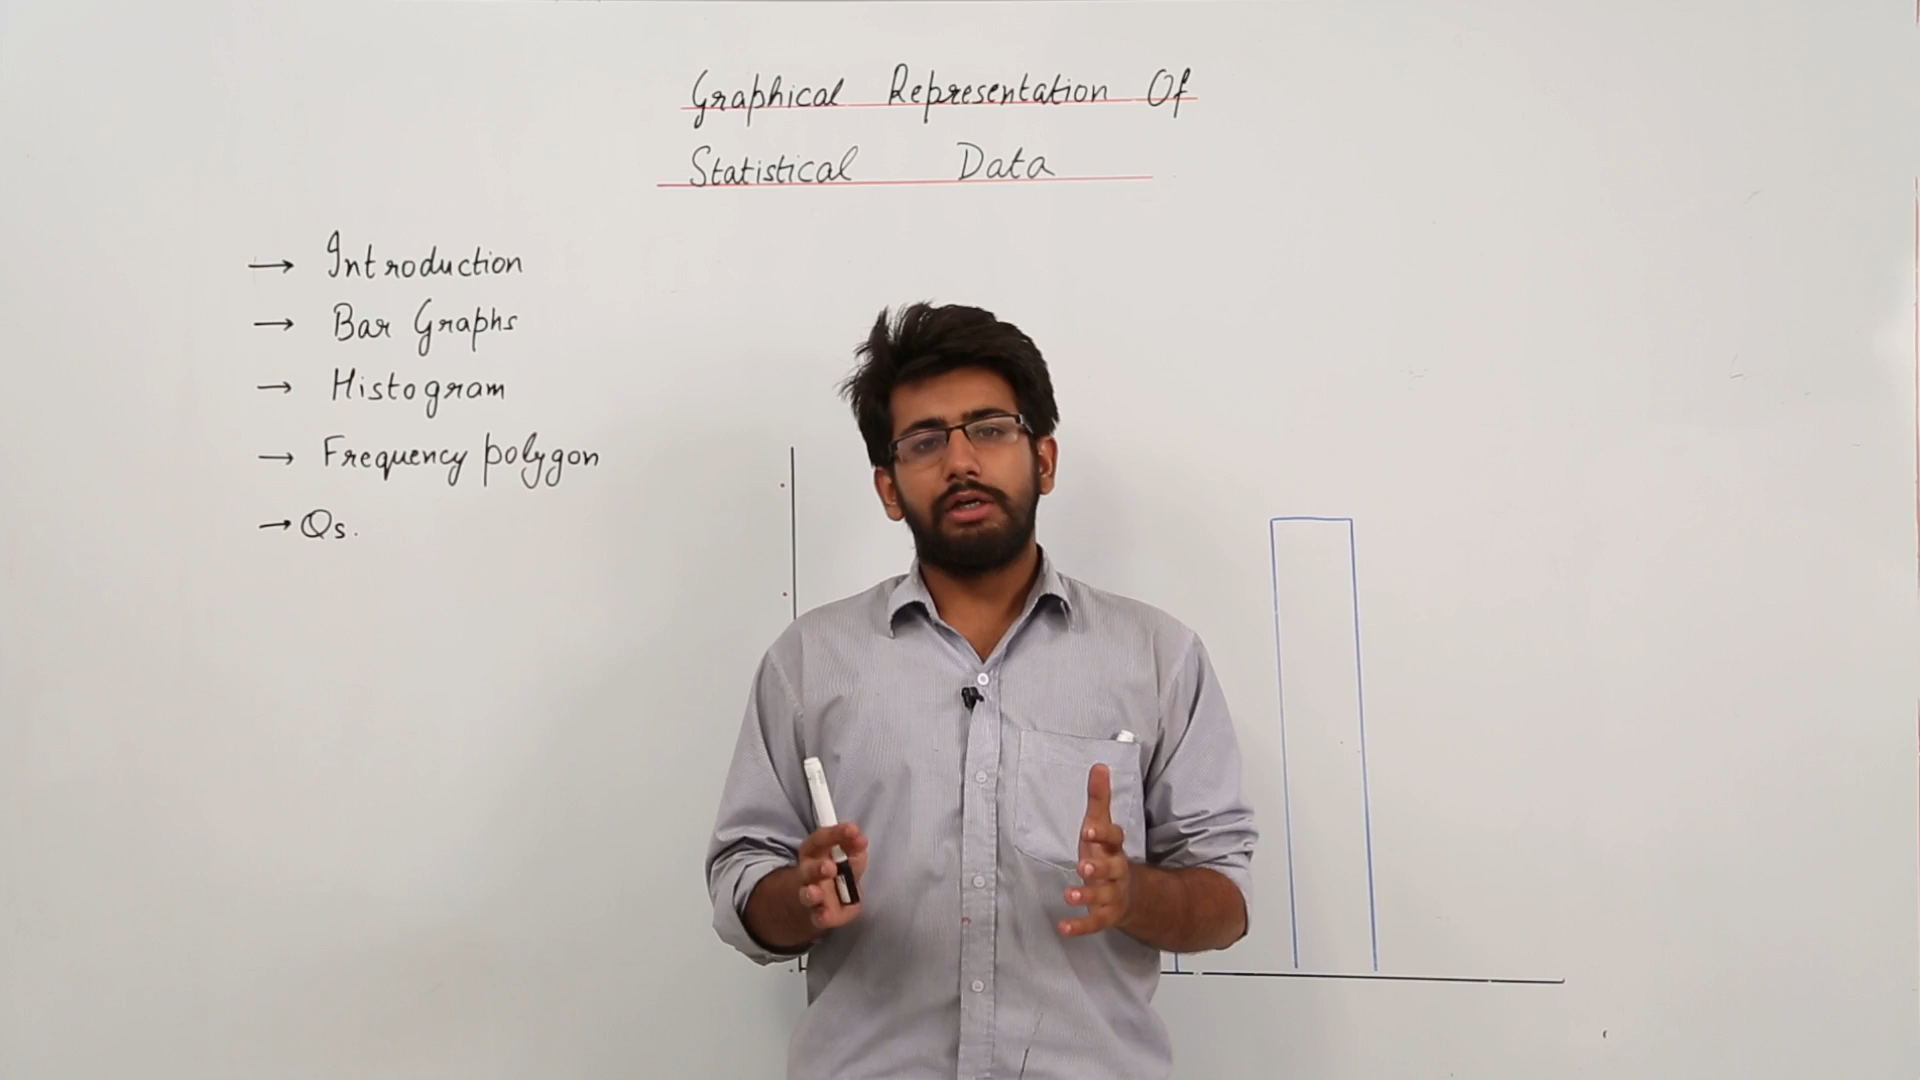 Graphical Representation Of
Statistical Data
→ Introduction
→ Bar Graphs
→ Histogram
→ Frequency polygon
→ Qs.